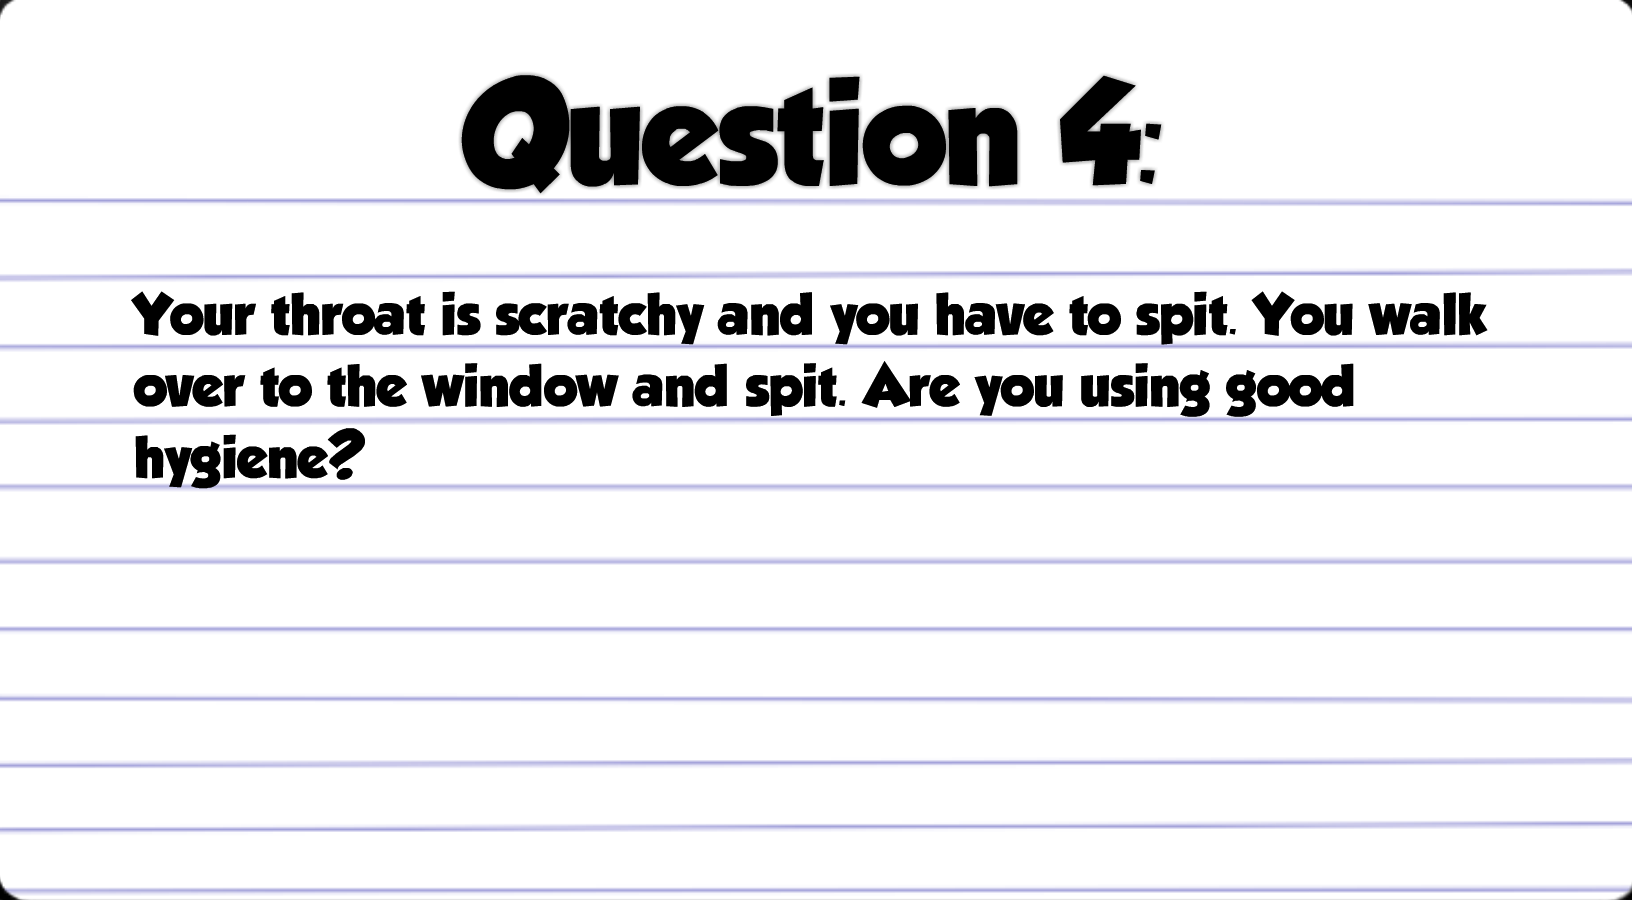 Question 4:
Your throat is scratchy and you have to spit. You walk
over to the window and spit. Are you using good
hygiene?